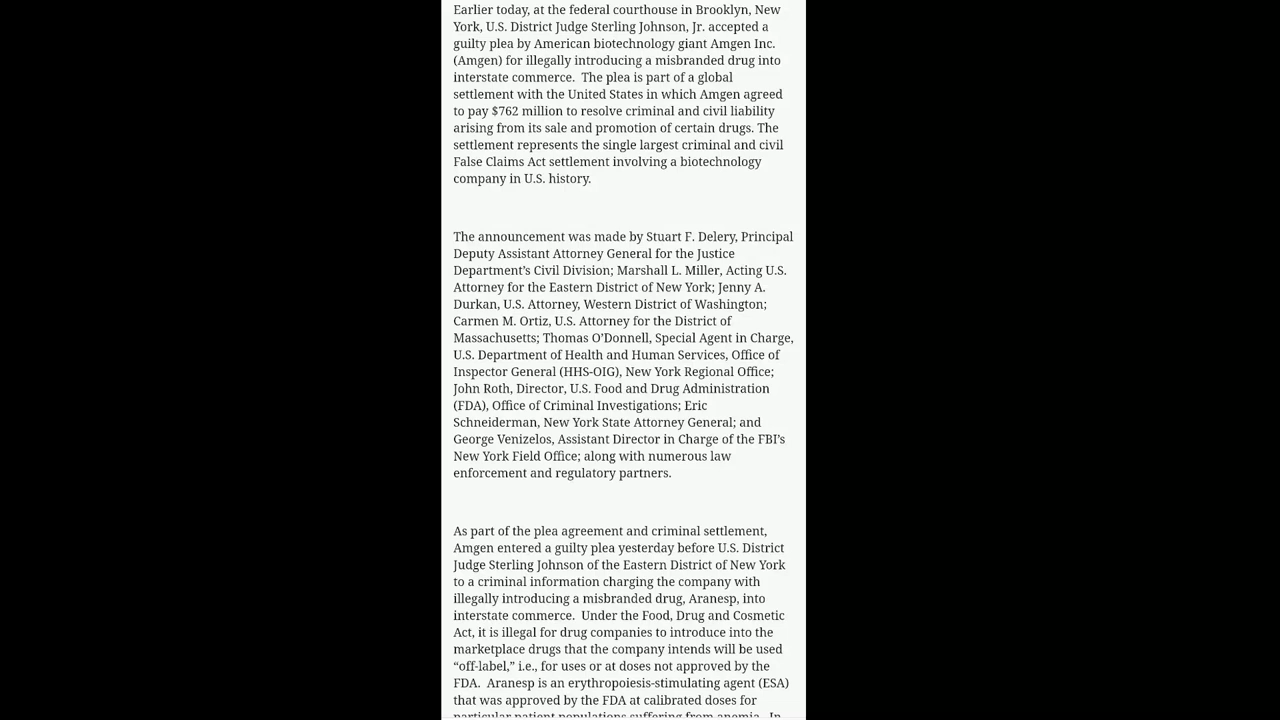 Earlier today, at the federal courthouse in Brooklyn, New
York, U.S. District Judge Sterling Johnson, Jr. accepted a
guilty plea by American biotechnology giant Amgen Inc.
(Amgen) for illegally introducing a misbranded drug into
interstate commerce.  The plea is part of a global
settlement with the United States in which Amgen agreed
to pay $762 million to resolve criminal and civil liability
arising from its sale and promotion of certain drugs. The
settlement represents the single largest criminal and civil
False Claims Act settlement involving a biotechnology
company in U.S. history.
The announcement was made by Stuart F. Delery, Principal
Deputy Assistant Attorney General for the Justice
Department’s Civil Division; Marshall L. Miller, Acting U.S.
Attorney for the Eastern District of New York; Jenny A.
Durkan, U.S. Attorney, Western District of Washington;
Carmen M. Ortiz, U.S. Attorney for the District of
Massachusetts; Thomas O’Donnell, Special Agent in Charge,
U.S. Department of Health and Human Services, Office of
Inspector General (HHS-OIG), New York Regional Office;
John Roth, Director, U.S. Food and Drug Administration
(FDA), Office of Criminal Investigations; Eric
Schneiderman, New York State Attorney General; and
George Venizelos, Assistant Director in Charge of the FBI’s
New York Field Office; along with numerous law
enforcement and regulatory partners.
As part of the plea agreement and criminal settlement,
Amgen entered a guilty plea yesterday before U.S. District
Judge Sterling Johnson of the Eastern District of New York
to a criminal information charging the company with
illegally introducing a misbranded drug, Aranesp, into
interstate commerce.  Under the Food, Drug and Cosmetic
Act, it is illegal for drug companies to introduce into the
marketplace drugs that the company intends will be used
“off-label,” i.e., for uses or at doses not approved by the
FDA.  Aranesp is an erythropoiesis-stimulating agent (ESA)
that was approved by the FDA at calibrated doses for
particular patient populations suffering from anemia.  In